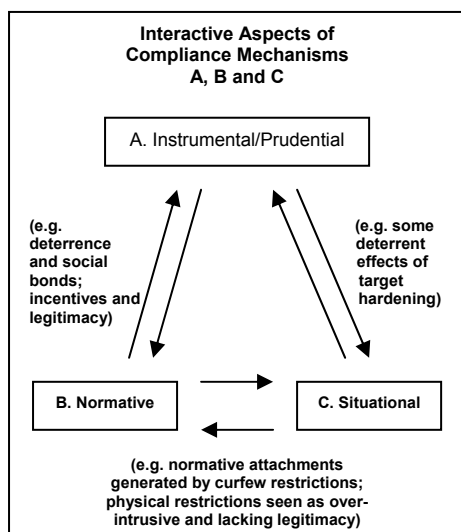 Interactive Aspects of
Compliance Mechanisms
A, B and C
A. Instrumental/Prudential
(e.g.
deterrence
and social
bonds;
incentives and
legitimacy)
(e.g. some
deterrent
effects of
target
hardening)
B. Normative
C. Situational
(e.g. normative attachments
generated by curfew restrictions;
physical restrictions seen as over-
intrusive and lacking legitimacy)